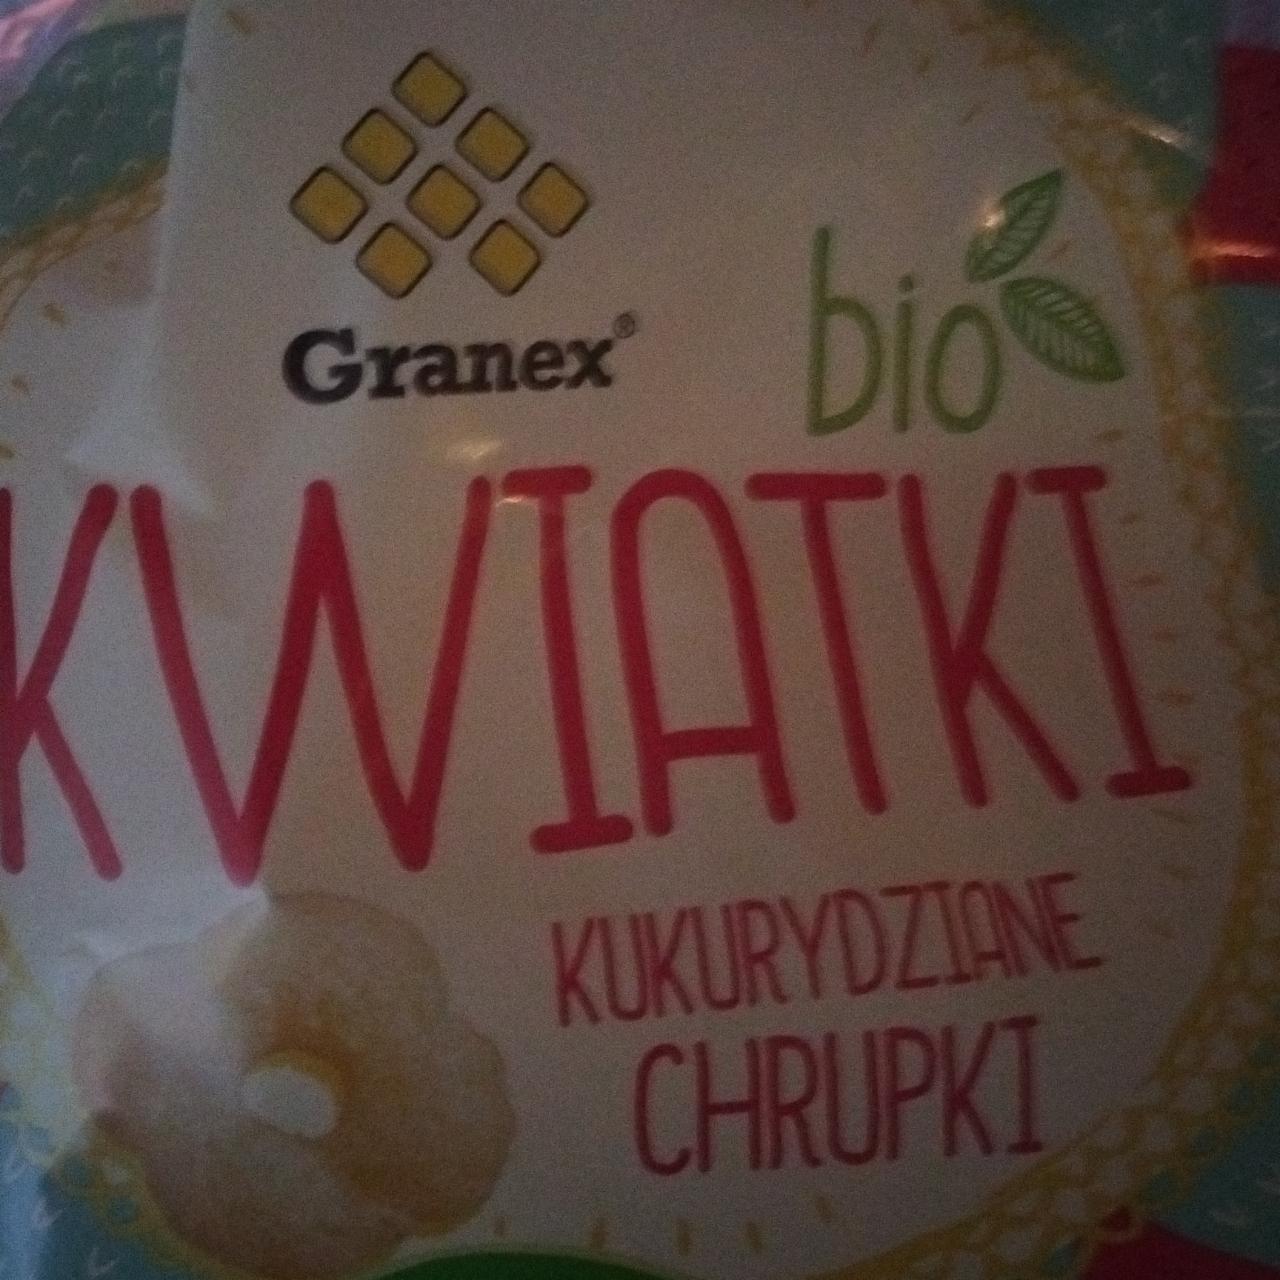 Granex®
bio
KWIATKI
KUKURYDZIANE
CHRUPKI